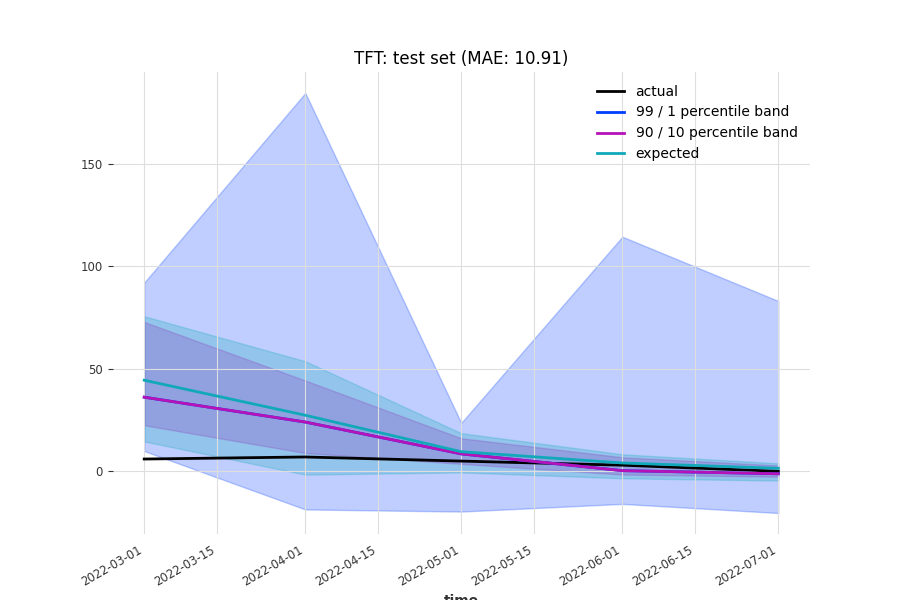 TFT: test set (MAE: 10.91)
actual
99 / 1 percentile band
90 / 10 percentile band
expected
150
100
50
0
2022-03-01
2022-03-15
2022-04-01
2022-04-15
2022-05-01
2022-05-15
2022-06-01
2022-06-15
2022-07-01
time